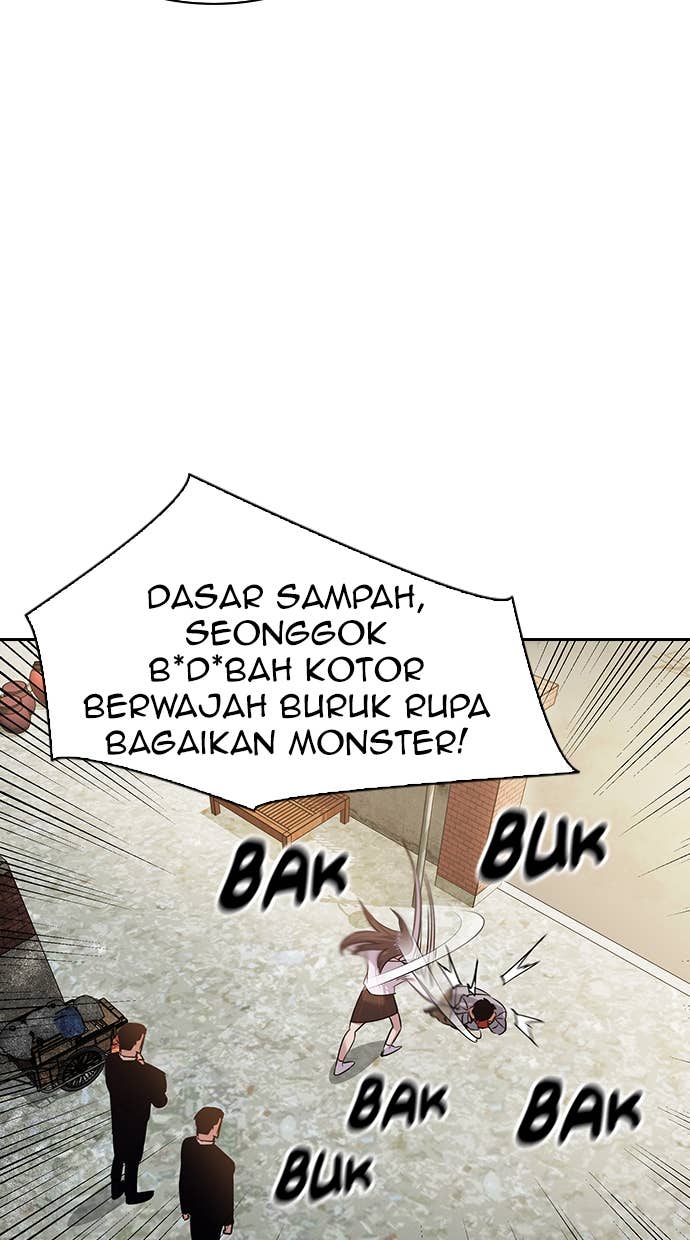 DASAR SAMPAH,
SEONGGOK
B*D*BAH KOTOR
BERWAJAH BURUK RUPA
BAGAIKAN MONSTER!
BUK
BAK
BAK
BAK
BUK